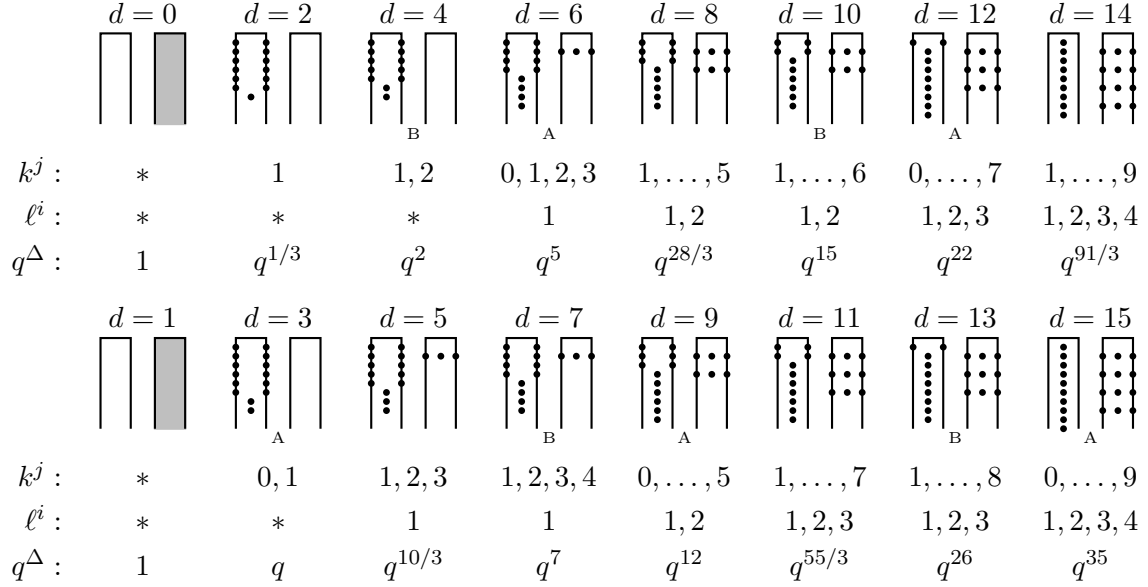 d = 0 d = 2 d = 4 d = 6 d = 8 d = 10 d = 12 d = 14
B A B A
k^j : * 1 1, 2 0, 1, 2, 3 1, . . . , 5 1, . . . , 6 0, . . . , 7 1, . . . , 9
ℓ^i : * * * 1 1, 2 1, 2 1, 2, 3 1, 2, 3, 4
q^Δ : 1 q^{1/3} q^2 q^5 q^{28/3} q^{15} q^{22} q^{91/3}
d = 1 d = 3 d = 5 d = 7 d = 9 d = 11 d = 13 d = 15
A B A B A
k^j : * 0, 1 1, 2, 3 1, 2, 3, 4 0, . . . , 5 1, . . . , 7 1, . . . , 8 0, . . . , 9
ℓ^i : * * 1 1 1, 2 1, 2, 3 1, 2, 3 1, 2, 3, 4
q^Δ : 1 q q^{10/3} q^7 q^{12} q^{55/3} q^{26} q^{35}